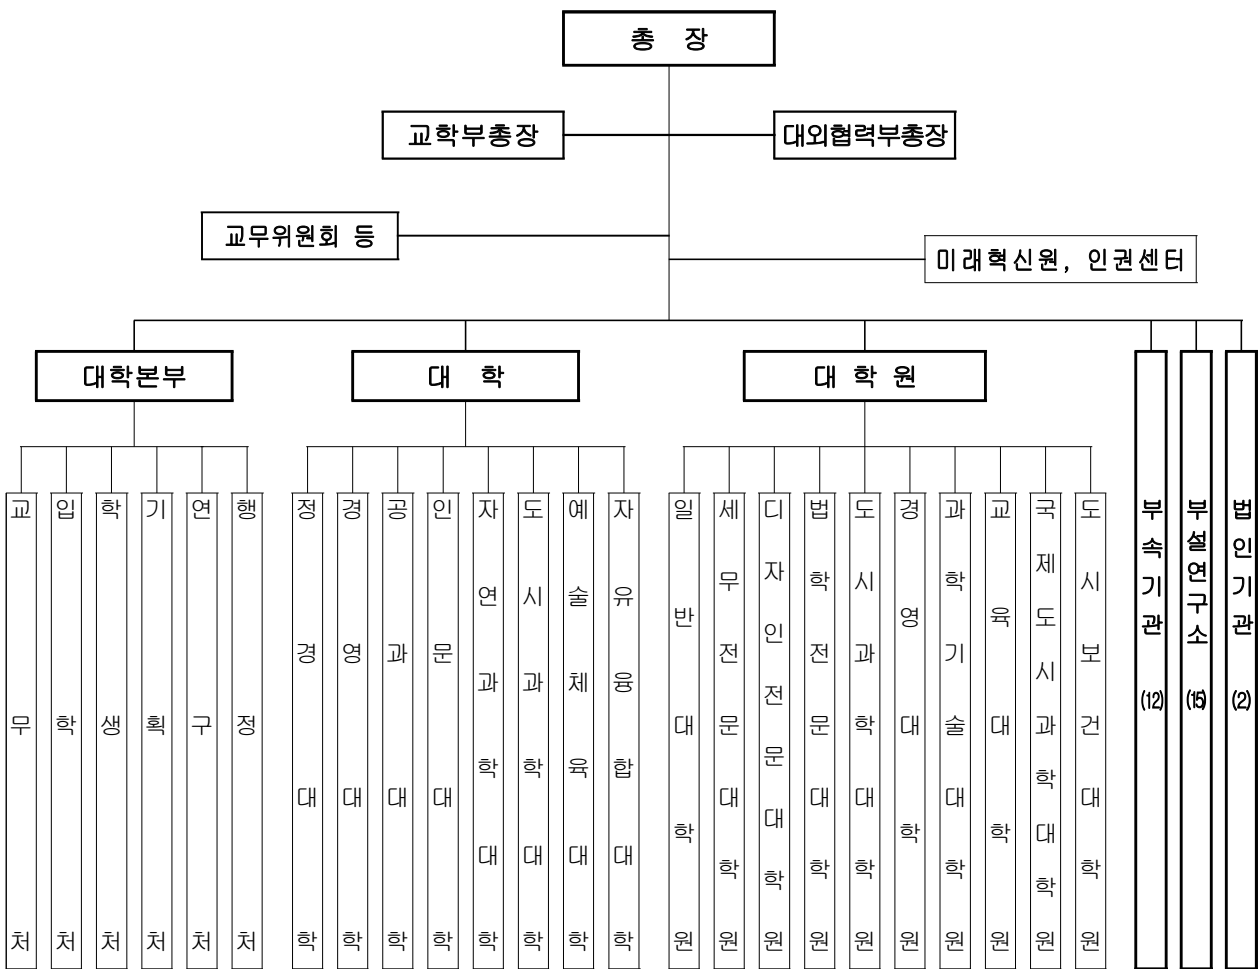 총 장
교학부총장
대외협력부총장
교무위원회 등
미래혁신원, 인권센터
대학본부
대 학
대 학 원
교무처
입학처
학생처
기획처
연구처
행정처
정경대학
경영대학
공과대학
인문대학
자연과학대학
도시과학대학
예술체육대학
자유융합대학
일반대학원
세무전문대학원
디자인전문대학원
법학전문대학원
도시과학대학원
경영대학원
과학기술대학원
교육대학원
국제도시과학대학원
도시보건대학원
부속기관 (12)
부설연구소 (15)
법인기관 (2)